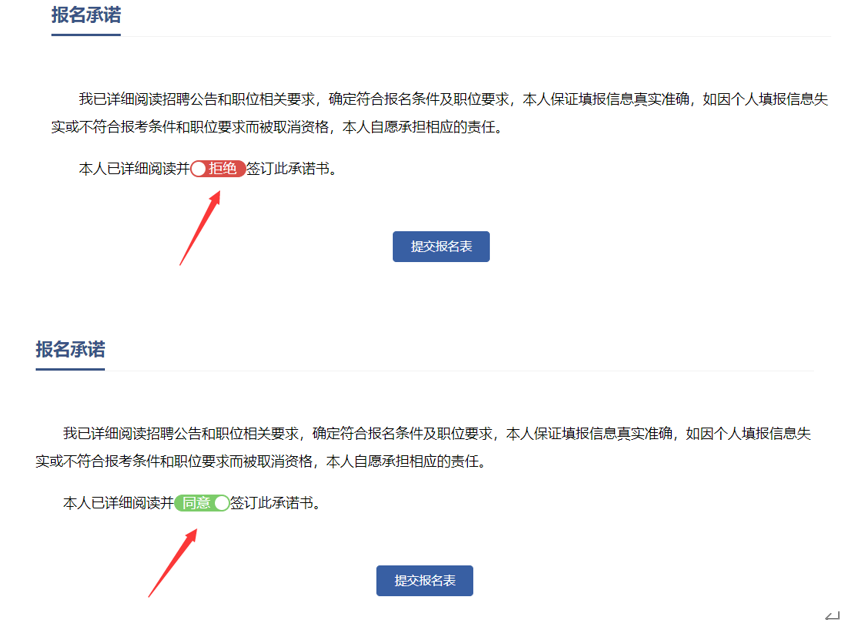 报名承诺
我已详细阅读招聘公告和职位相关要求，确定符合报名条件及职位要求，本人保证填报信息真实准确，如因个人填报信息失
实或不符合报考条件和职位要求而被取消资格，本人自愿承担相应的责任。
本人已详细阅读并拒绝签订此承诺书。
提交报名表
报名承诺
我已详细阅读招聘公告和职位相关要求，确定符合报名条件及职位要求，本人保证填报信息真实准确，如因个人填报信息失
实或不符合报考条件和职位要求而被取消资格，本人自愿承担相应的责任。
本人已详细阅读并同意签订此承诺书。
提交报名表